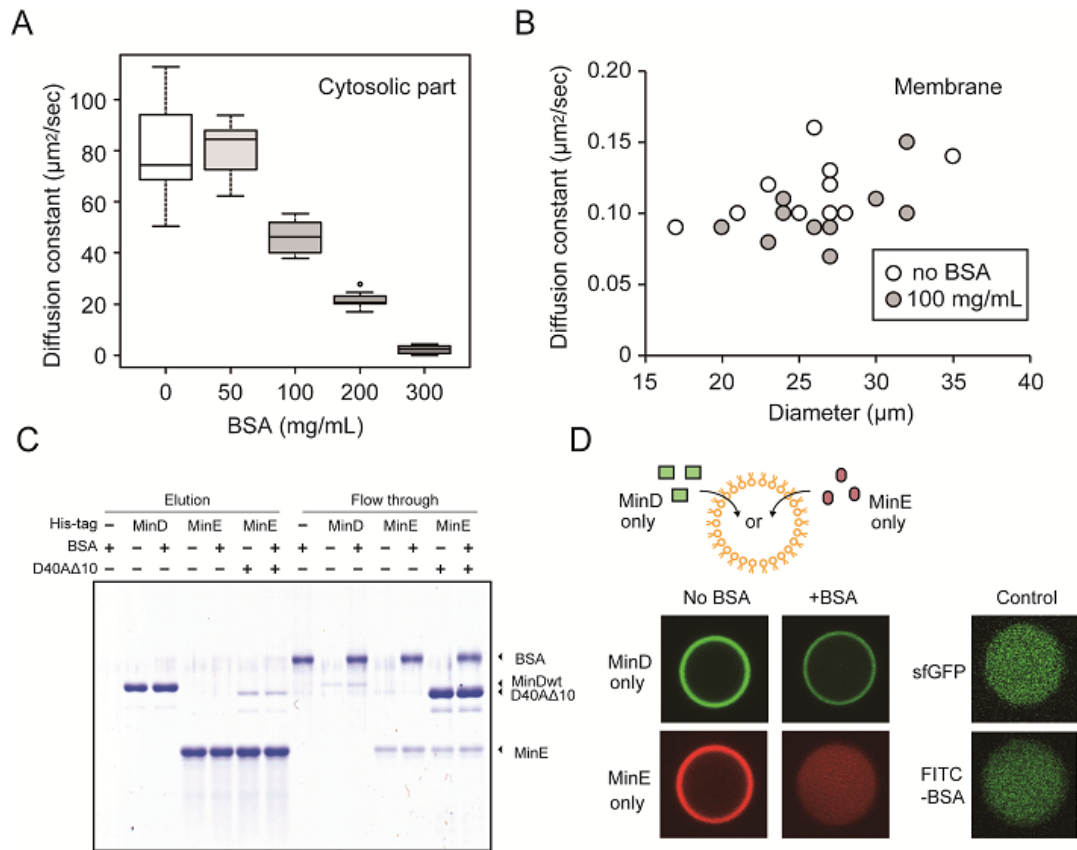 A
Diffusion constant (µm²/sec)
100
80
60
40
20
0
Cytosolic part
0 50 100 200 300
BSA (mg/mL)
B
Diffusion constant (µm²/sec)
0.20
0.15
0.10
0.05
0
Membrane
no BSA
100 mg/mL
15 20 25 30 35 40
Diameter (µm)
C
Elution Flow through
His-tag – MinD MinE MinE – MinD MinE MinE
BSA + – + – + – + + – + – + – +
D40AΔ10 + + + +
BSA
MinDwt
D40AΔ10
MinE
D
MinD only
or
MinE only
No BSA +BSA Control
MinD only
sfGFP
MinE only
FITC -BSA